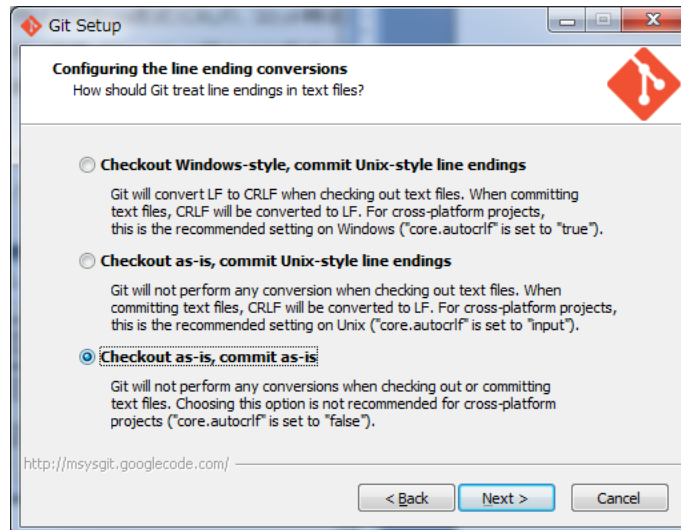 Git Setup
Configuring the line ending conversions
How should Git treat line endings in text files?
Checkout Windows-style, commit Unix-style line endings
Git will convert LF to CRLF when checking out text files. When committing
text files, CRLF will be converted to LF. For cross-platform projects,
this is the recommended setting on Windows ("core.autocrlf" is set to "true").
Checkout as-is, commit Unix-style line endings
Git will not perform any conversion when checking out text files. When
committing text files, CRLF will be converted to LF. For cross-platform projects,
this is the recommended setting on Unix ("core.autocrlf" is set to "input").
Checkout as-is, commit as-is
Git will not perform any conversions when checking out or committing
text files. Choosing this option is not recommended for cross-platform
projects ("core.autocrlf" is set to "false").
http://msysgit.googlecode.com/
< Back Next > Cancel